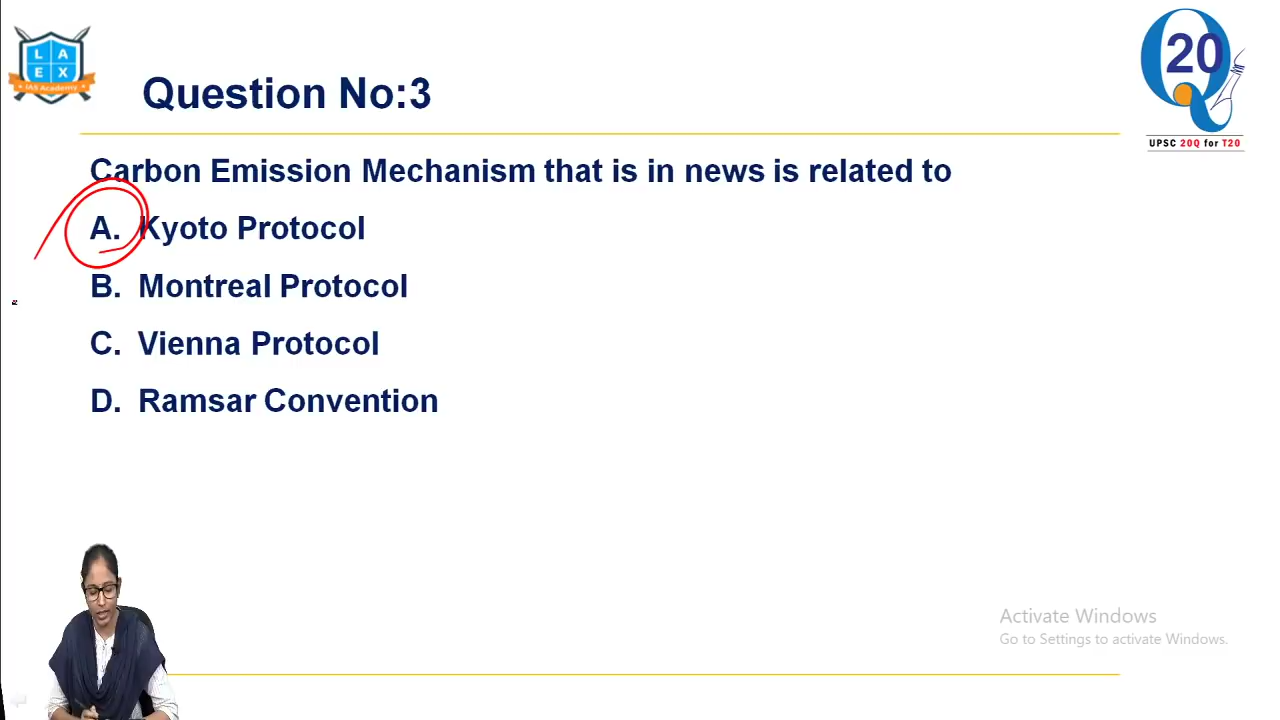 L A
E X
IAS Academy
20
UPSC 20Q for T20
Question No:3
Carbon Emission Mechanism that is in news is related to
A. Kyoto Protocol
B. Montreal Protocol
C. Vienna Protocol
D. Ramsar Convention
Activate Windows
Go to Settings to activate Windows.